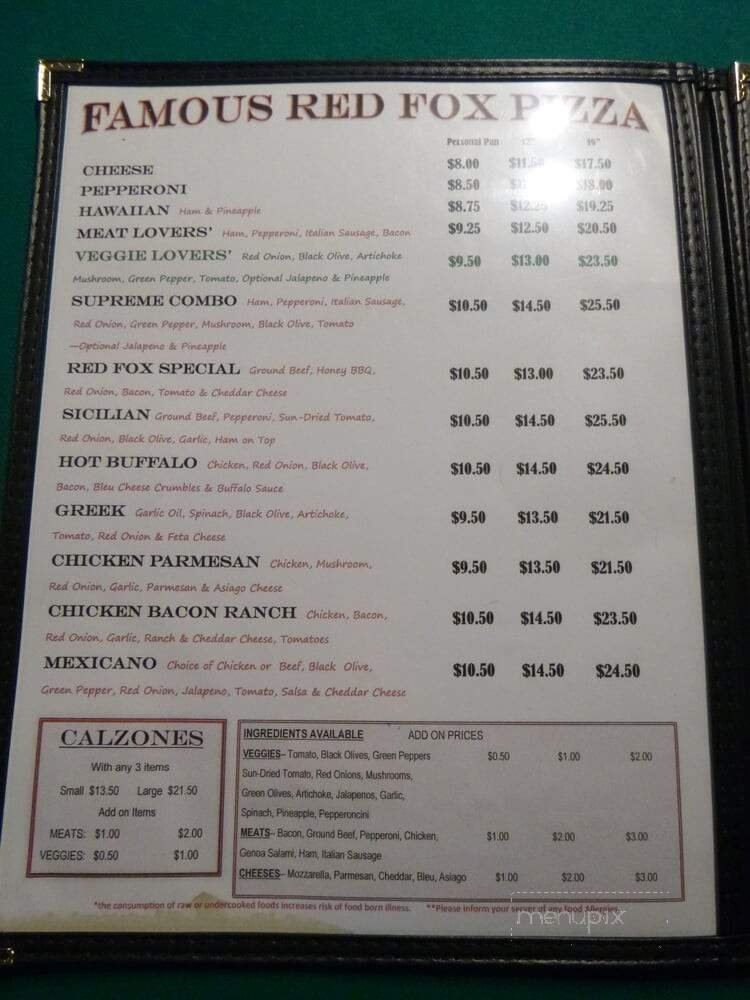 FAMOUS RED FOX PIZZA
Personal Pan 12" 16"
CHEESE $8.00 $11.50 $17.50
PEPPERONI $8.50 $18.00
HAWAIIAN Ham & Pineapple $8.75 $12.25 $19.25
MEAT LOVERS' Ham, Pepperoni, Italian Sausage, Bacon $9.25 $12.50 $20.50
VEGGIE LOVERS' Red Onion, Black Olive, Artichoke $9.50 $13.00 $23.50
Mushroom, Green Pepper, Tomato, Optional Jalapeno & Pineapple
SUPREME COMBO Ham, Pepperoni, Italian Sausage, $10.50 $14.50 $25.50
Red Onion, Green Pepper, Mushroom, Black Olive, Tomato
—Optional Jalapeno & Pineapple
RED FOX SPECIAL Ground Beef, Honey BBQ, $10.50 $13.00 $23.50
Red Onion, Bacon, Tomato & Cheddar Cheese
SICILIAN Ground Beef, Pepperoni, Sun-Dried Tomato, $10.50 $14.50 $25.50
Red Onion, Black Olive, Garlic, Ham on Top
HOT BUFFALO Chicken, Red Onion, Black Olive, $10.50 $14.50 $24.50
Bacon, Bleu Cheese Crumbles & Buffalo Sauce
GREEK Garlic Oil, Spinach, Black Olive, Artichoke, $9.50 $13.50 $21.50
Tomato, Red Onion & Feta Cheese
CHICKEN PARMESAN Chicken, Mushroom, $9.50 $13.50 $21.50
Red Onion, Garlic, Parmesan & Asiago Cheese
CHICKEN BACON RANCH Chicken, Bacon, $10.50 $14.50 $23.50
Red Onion, Garlic, Ranch & Cheddar Cheese, Tomatoes
MEXICANO Choice of Chicken or Beef, Black Olive, $10.50 $14.50 $24.50
Green Pepper, Red Onion, Jalapeno, Tomato, Salsa & Cheddar Cheese
CALZONES
With any 3 items
Small $13.50 Large $21.50
Add on Items
MEATS: $1.00 $2.00
VEGGIES: $0.50 $1.00
INGREDIENTS AVAILABLE ADD ON PRICES
VEGGIES– Tomato, Black Olives, Green Peppers $0.50 $1.00 $2.00
Sun-Dried Tomato, Red Onions, Mushrooms,
Green Olives, Artichoke, Jalapenos, Garlic,
Spinach, Pineapple, Pepperoncini
MEATS– Bacon, Ground Beef, Pepperoni, Chicken, $1.00 $2.00 $3.00
Genoa Salami, Ham, Italian Sausage
CHEESES– Mozzarella, Parmesan, Cheddar, Bleu, Asiago $1.00 $2.00 $3.00
*the consumption of raw or undercooked foods increases risk of food born illness. **Please inform your server of any food Allergies.
menupix